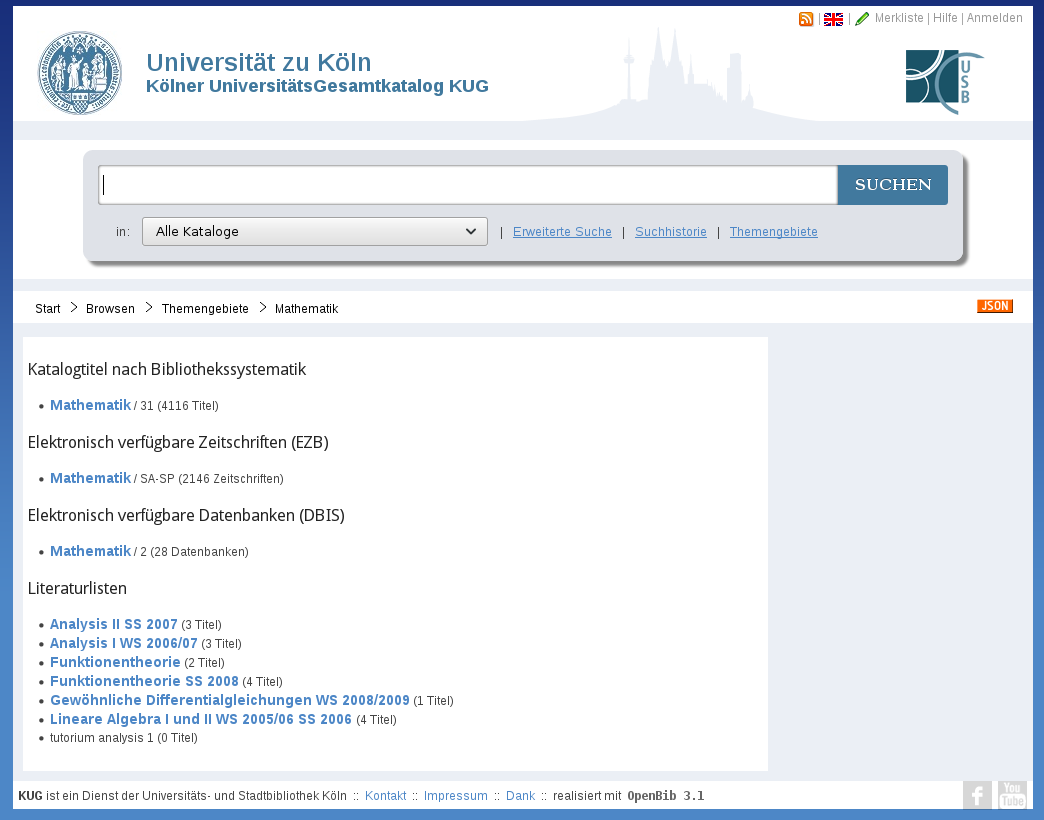 | | Merkliste | Hilfe | Anmelden
Universität zu Köln
Kölner UniversitätsGesamtkatalog KUG
USB
SUCHEN
in: Alle Kataloge | Erweiterte Suche | Suchhistorie | Themengebiete
Start > Browsen > Themengebiete > Mathematik
JSON
Katalogtitel nach Bibliothekssystematik
• Mathematik / 31 (4116 Titel)
Elektronisch verfügbare Zeitschriften (EZB)
• Mathematik / SA-SP (2146 Zeitschriften)
Elektronisch verfügbare Datenbanken (DBIS)
• Mathematik / 2 (28 Datenbanken)
Literaturlisten
• Analysis II SS 2007 (3 Titel)
• Analysis I WS 2006/07 (3 Titel)
• Funktionentheorie (2 Titel)
• Funktionentheorie SS 2008 (4 Titel)
• Gewöhnliche Differentialgleichungen WS 2008/2009 (1 Titel)
• Lineare Algebra I und II WS 2005/06 SS 2006 (4 Titel)
• tutorium analysis 1 (0 Titel)
KUG ist ein Dienst der Universitäts- und Stadtbibliothek Köln :: Kontakt :: Impressum :: Dank :: realisiert mit OpenBib 3.1
f You Tube